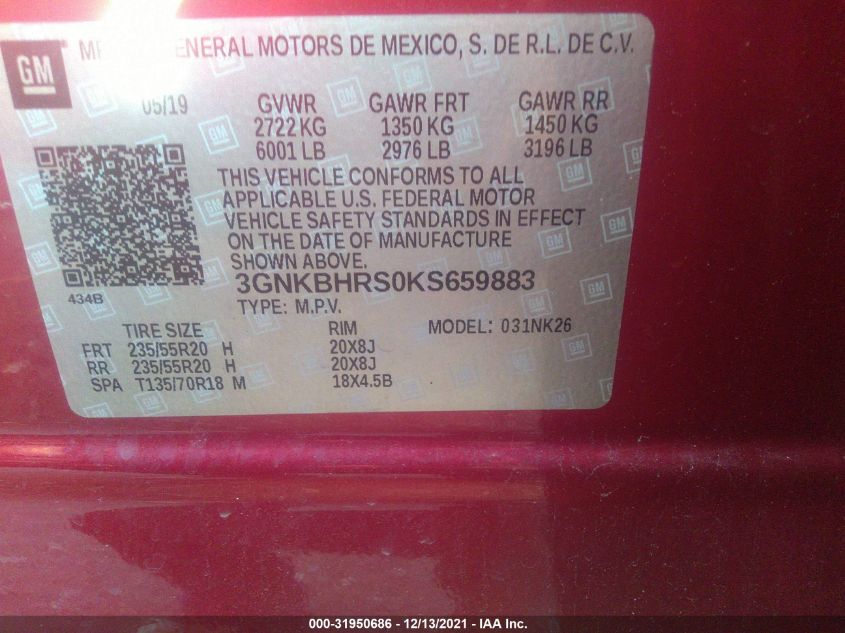 GM
GENERAL MOTORS DE MEXICO, S. DE R.L. DE C.V.
05/19 GVWR GAWR FRT GAWR RR
2722 KG 1350 KG 1450 KG
6001 LB 2976 LB 3196 LB
THIS VEHICLE CONFORMS TO ALL
APPLICABLE U.S. FEDERAL MOTOR
VEHICLE SAFETY STANDARDS IN EFFECT
ON THE DATE OF MANUFACTURE
SHOWN ABOVE.
434B 3GNKBHRS0KS659883
TYPE: M.P.V.
TIRE SIZE RIM MODEL: 031NK26
FRT 235/55R20 H 20X8J
RR 235/55R20 H 20X8J
SPA T135/70R18 M 18X4.5B
000-31950686 - 12/13/2021 - IAA Inc.